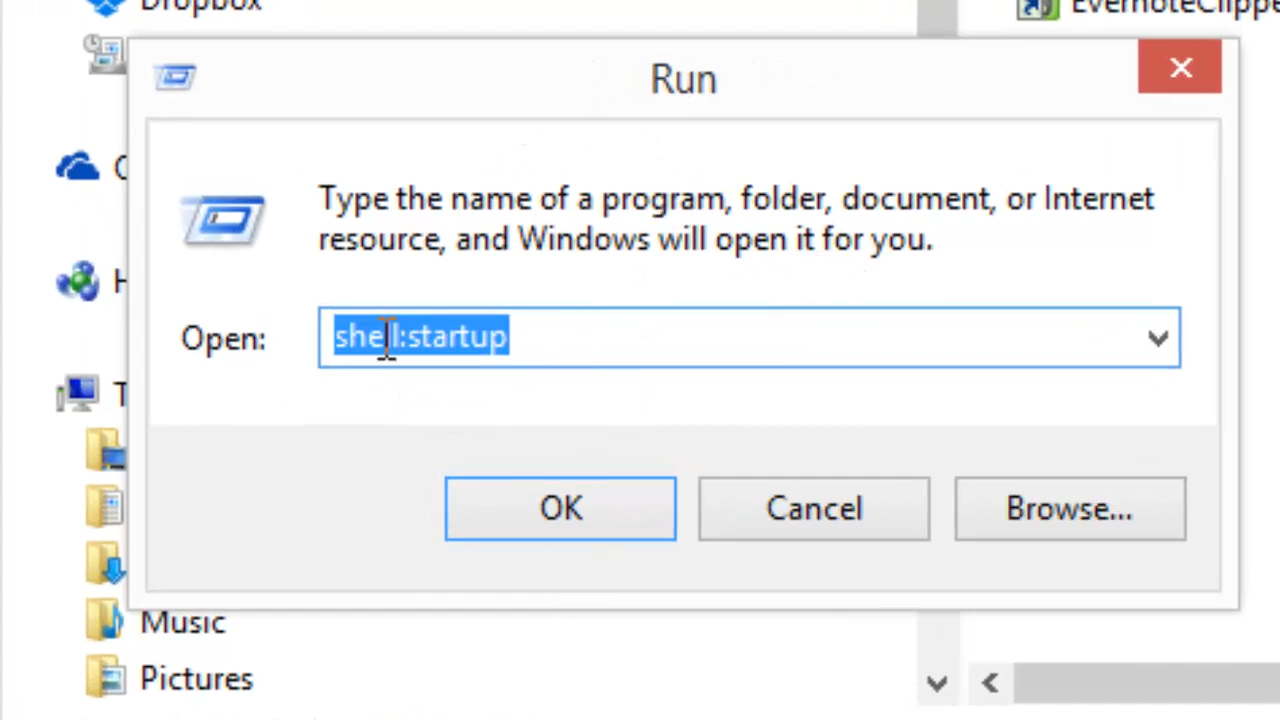 Dropbox
EvernoteClippe
Run
Type the name of a program, folder, document, or Internet
resource, and Windows will open it for you.
Open:
shell:startup
OK
Cancel
Browse...
Music
Pictures